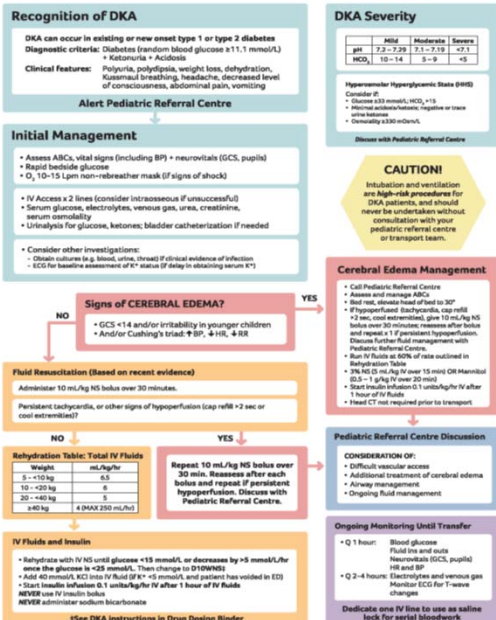 Recognition of DKA
DKA can occur in existing or new onset type 1 or type 2 diabetes
Diagnostic criteria: Diabetes (random blood glucose ≥11.1 mmol/L)
+ Ketonuria + Acidosis
Clinical features: Polyuria, polydipsia, weight loss, dehydration,
Kussmaul breathing, headache, decreased level
of consciousness, abdominal pain, vomiting
Alert Pediatric Referral Centre
Initial Management
• Assess ABCs, vital signs (including BP) + neurovitals (GCS, pupils)
• Rapid bedside glucose
• O₂ 10-15 Lpm non-rebreather mask (if signs of shock)
• IV Access x 2 lines (consider intraosseous if unsuccessful)
• Serum glucose, electrolytes, venous gas, urea, creatinine,
serum osmolality
• Urinalysis for glucose, ketones; bladder catheterization if needed
• Consider other investigations:
- Obtain cultures (e.g. blood, urine, throat) if clinical evidence of infection
- ECG for baseline assessment of K⁺ status (if delay in obtaining serum K⁺)
Signs of CEREBRAL EDEMA?
• GCS <14 and/or irritability in younger children
• And/or Cushing's triad: ↑BP, ↓HR, ↓RR
NO
YES
Fluid Resuscitation (Based on recent evidence)
Administer 10 mL/kg NS bolus over 30 minutes.
Persistent tachycardia, or other signs of hypoperfusion (cap refill >2 sec or
cool extremities)?
NO
YES
Rehydration Table: Total IV Fluids
Weight mL/kg/hr
5 - <10 kg 6.5
10 - <20 kg 6
20 - <40 kg 5
≥40 kg 4 (MAX 250 mL/hr)
Repeat 10 mL/kg NS bolus over
30 min. Reassess after each
bolus and repeat if persistent
hypoperfusion. Discuss with
Pediatric Referral Centre.
IV Fluids and Insulin
• Rehydrate with IV NS until glucose <15 mmol/L or decreases by >5 mmol/L/hr
once the glucose is <25 mmol/L. Then change to D10WNS‡
• Add 40 mmol/L KCl into IV fluid (if K⁺ <5 mmol/L and patient has voided in ED)
• Start insulin infusion 0.1 units/kg/hr IV after 1 hour of IV fluids
NEVER use IV insulin bolus
NEVER administer sodium bicarbonate
‡See DKA instructions in Drug Dosing Binder
DKA Severity
Mild Moderate Severe
pH 7.2 - 7.29 7.1 - 7.19 <7.1
HCO₃ 10 - 14 5 - 9 <5
Hyperosmolar Hyperglycemic State (HHS)
Consider if:
• Glucose ≥33 mmol/L; HCO₃ >15
• Minimal acidosis/ketosis; negative or trace
urine ketones
• Osmolality ≥330 mOsm/L
Discuss with Pediatric Referral Centre
CAUTION!
Intubation and ventilation
are high-risk procedures for
DKA patients, and should
never be undertaken without
consultation with your
pediatric referral centre
or transport team.
Cerebral Edema Management
• Call Pediatric Referral Centre
• Assess and manage ABCs
• Bed rest, elevate head of bed to 30°
• If hypoperfused (tachycardia, cap refill
>2 sec, cool extremities), give 10 mL/kg NS
bolus over 30 minutes; reassess after bolus
and repeat x 1 if persistent hypoperfusion.
Discuss further fluid management with
Pediatric Referral Centre.
• Run IV fluids at 60% of rate outlined in
Rehydration Table
• 3% NS (5 mL/kg IV over 15 min) OR Mannitol
(0.5 - 1 g/kg IV over 20 min)
• Start insulin infusion 0.1 units/kg/hr IV after
1 hour of IV fluids
• Head CT not required prior to transport
Pediatric Referral Centre Discussion
CONSIDERATION OF:
• Difficult vascular access
• Additional treatment of cerebral edema
• Airway management
• Ongoing fluid management
Ongoing Monitoring Until Transfer
• Q 1 hour: Blood glucose
Fluid ins and outs
Neurovitals (GCS, pupils)
HR and BP
• Q 2-4 hours: Electrolytes and venous gas
Monitor ECG for T-wave
changes
Dedicate one IV line to use as saline
lock for serial bloodwork